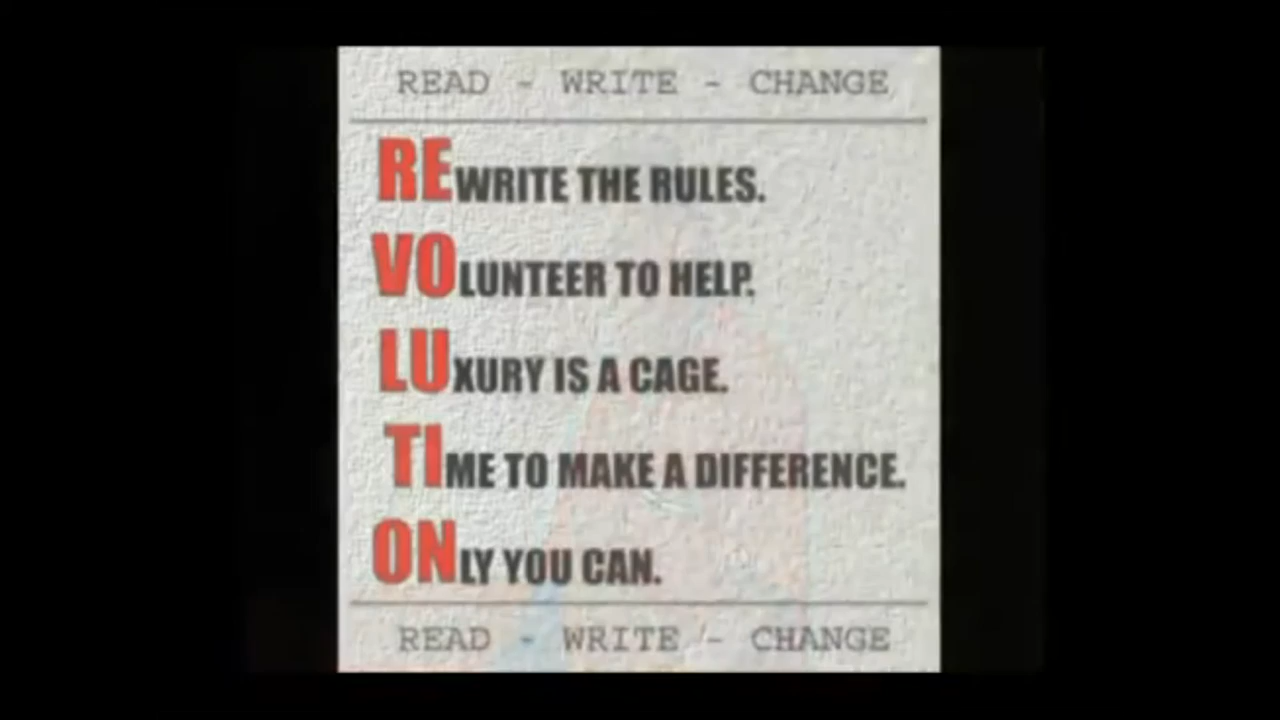 READ - WRITE - CHANGE
REWRITE THE RULES.
VOLUNTEER TO HELP.
LUXURY IS A CAGE.
TIME TO MAKE A DIFFERENCE.
ONLY YOU CAN.
READ - WRITE - CHANGE